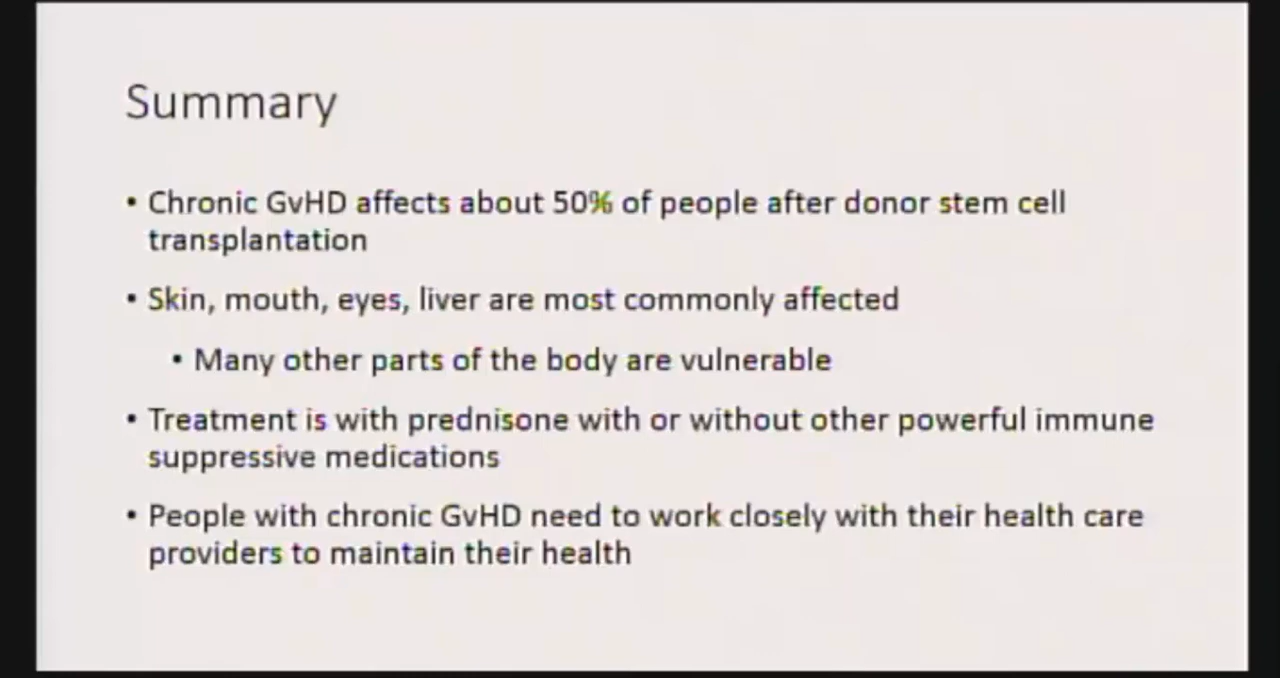 Summary
• Chronic GvHD affects about 50% of people after donor stem cell
transplantation
• Skin, mouth, eyes, liver are most commonly affected
• Many other parts of the body are vulnerable
• Treatment is with prednisone with or without other powerful immune
suppressive medications
• People with chronic GvHD need to work closely with their health care
providers to maintain their health